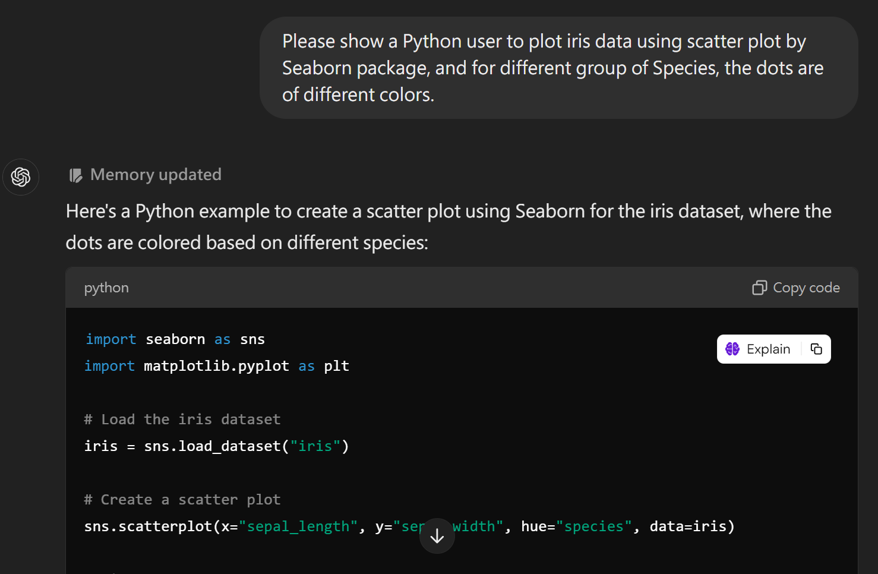 Please show a Python user to plot iris data using scatter plot by
Seaborn package, and for different group of Species, the dots are
of different colors.
Memory updated
Here's a Python example to create a scatter plot using Seaborn for the iris dataset, where the
dots are colored based on different species:
python Copy code
import seaborn as sns
Explain
import matplotlib.pyplot as plt
# Load the iris dataset
iris = sns.load_dataset("iris")
# Create a scatter plot
sns.scatterplot(x="sepal_length", y="sep width", hue="species", data=iris)